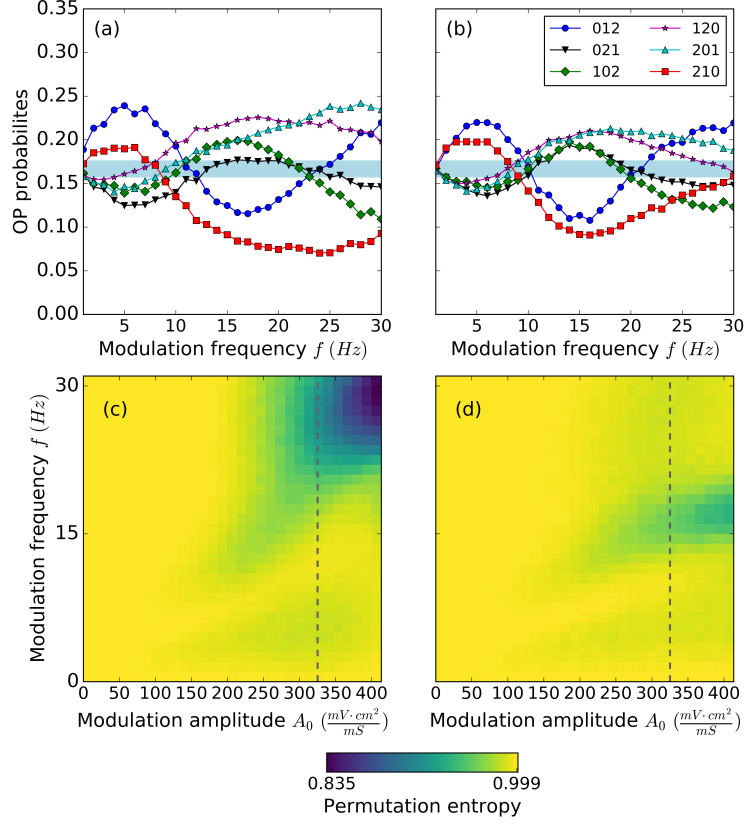 0.35
0.30
0.25
0.20
0.15
0.10
0.05
0.00
OP probabilites
(a)
5 10 15 20 25 30
Modulation frequency f (Hz)
(b)
012 120
021 201
102 210
5 10 15 20 25 30
Modulation frequency f (Hz)
30
15
0
Modulation frequency f (Hz)
(c)
0 50 100 150 200 250 300 350 400
Modulation amplitude A₀ (mV·cm²/mS)
(d)
0 50 100 150 200 250 300 350 400
Modulation amplitude A₀ (mV·cm²/mS)
0.835 0.999
Permutation entropy